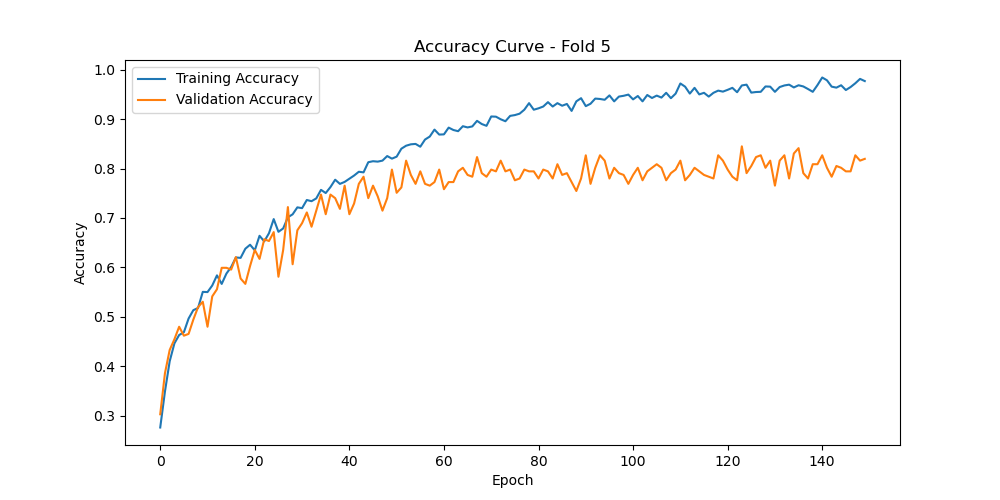 Accuracy Curve - Fold 5
Training Accuracy
Validation Accuracy
Accuracy
1.0
0.9
0.8
0.7
0.6
0.5
0.4
0.3
0 20 40 60 80 100 120 140
Epoch